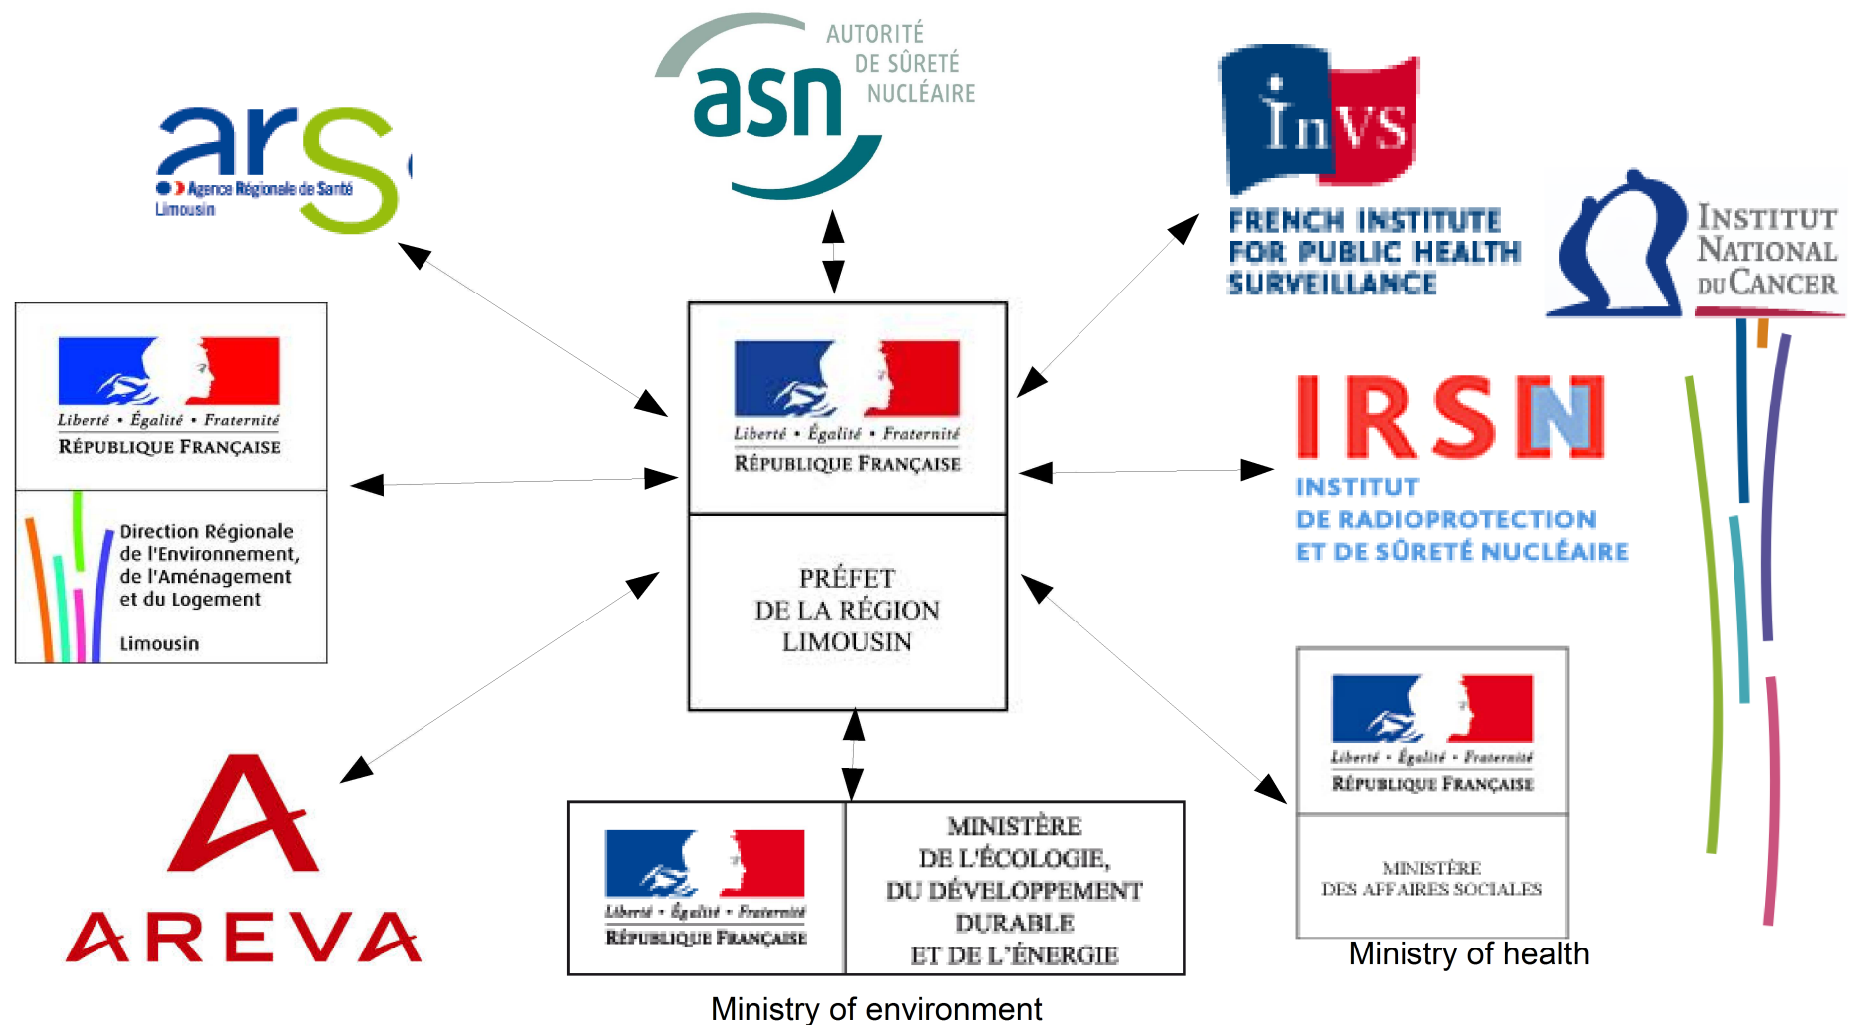 asn
AUTORITÉ
DE SÛRETÉ
NUCLÉAIRE
ars
Agence Régionale de Santé
Limousin
InVS
FRENCH INSTITUTE
FOR PUBLIC HEALTH
SURVEILLANCE
INSTITUT
NATIONAL
DU CANCER
Liberté • Égalité • Fraternité
RÉPUBLIQUE FRANÇAISE
Direction Régionale
de l'Environnement,
de l'Aménagement
et du Logement
Limousin
Liberté • Égalité • Fraternité
RÉPUBLIQUE FRANÇAISE
PRÉFET
DE LA RÉGION
LIMOUSIN
IRSN
INSTITUT
DE RADIOPROTECTION
ET DE SÛRETÉ NUCLÉAIRE
AREVA
Liberté • Égalité • Fraternité
RÉPUBLIQUE FRANÇAISE
MINISTÈRE
DE L'ÉCOLOGIE,
DU DÉVELOPPEMENT
DURABLE
ET DE L'ÉNERGIE
Ministry of environment
Liberté • Égalité • Fraternité
RÉPUBLIQUE FRANÇAISE
MINISTÈRE
DES AFFAIRES SOCIALES
Ministry of health